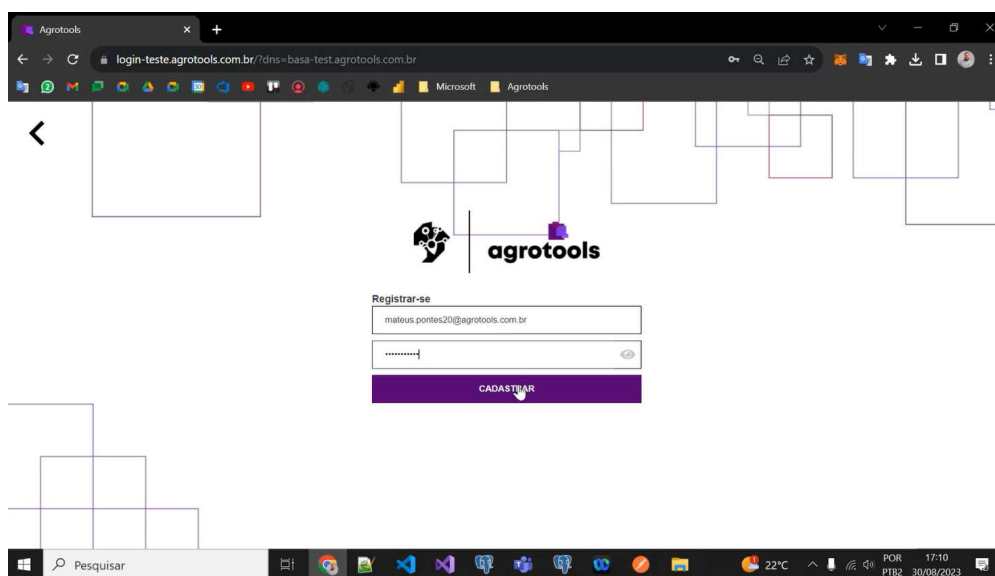 Agrotools
login-teste.agrotools.com.br/?dns=basa-test.agrotools.com.br
Microsoft
Agrotools
agrotools
Registrar-se
mateus.pontes20@agrotools.com.br
•••••••••••
CADASTRAR
Pesquisar
22°C
POR
PTB2
17:10
30/08/2023